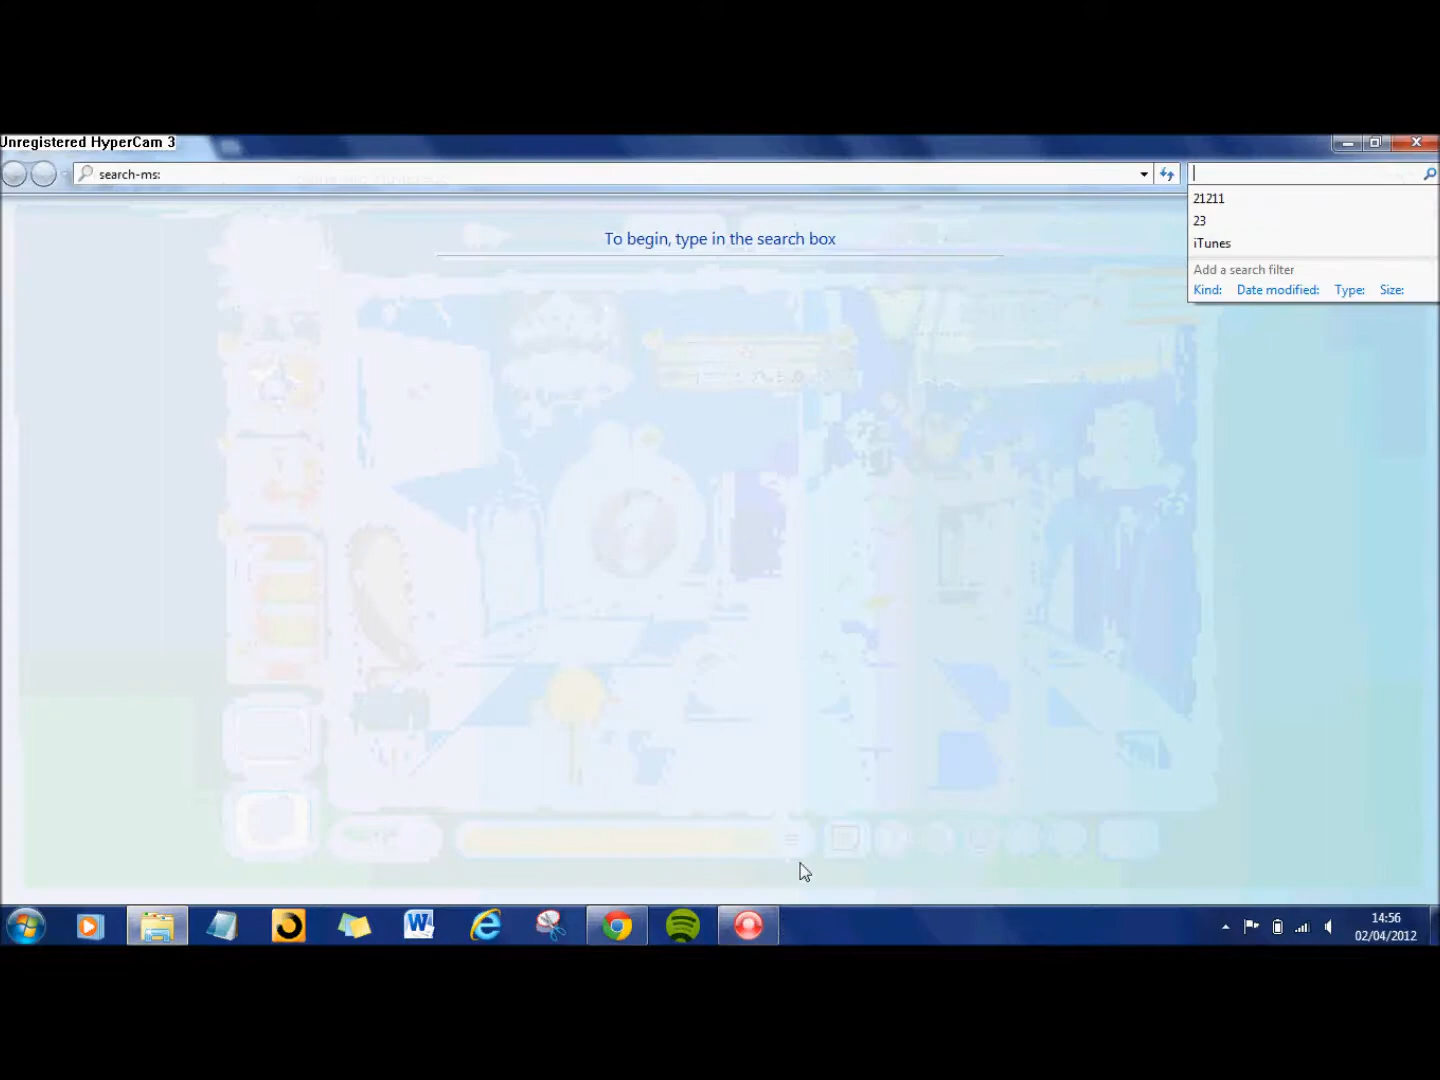 Unregistered HyperCam 3
search-ms:
21211
23
iTunes
Add a search filter
Kind: Date modified: Type: Size:
To begin, type in the search box
14:56
02/04/2012